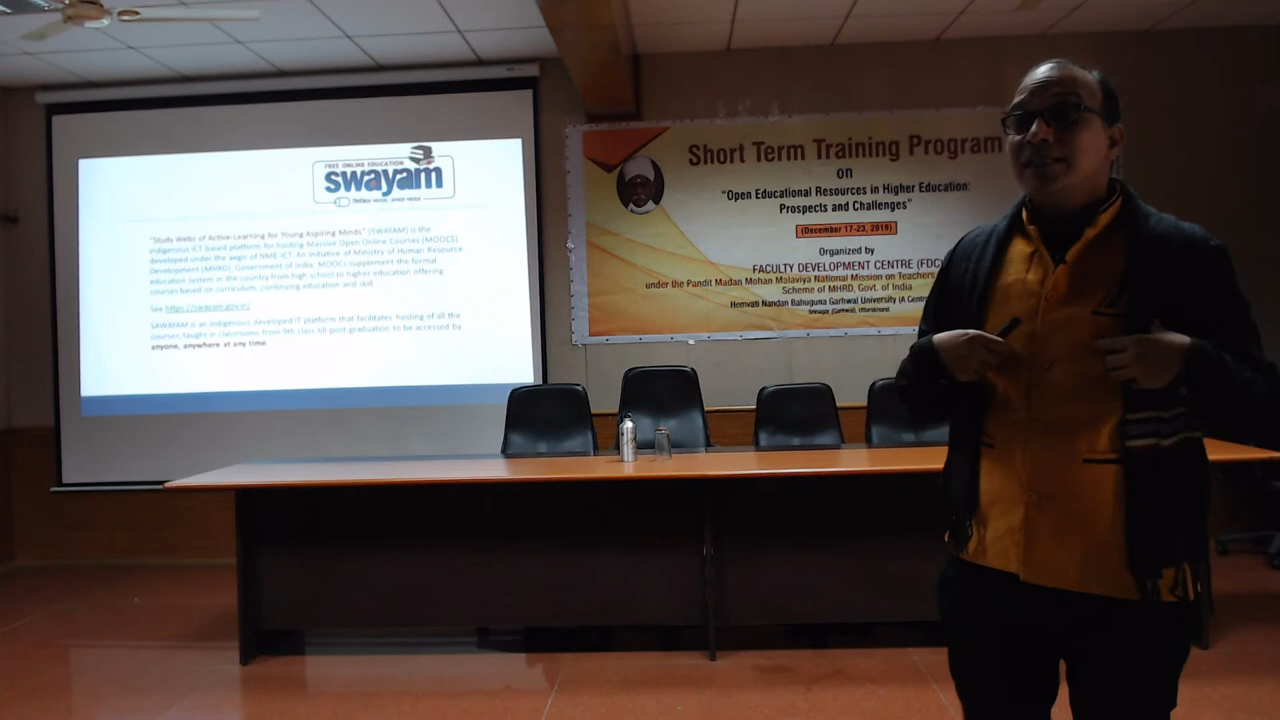 FREE ONLINE EDUCATION
swayam
"Study Webs of Active-Learning for Young Aspiring Minds" (SWAYAM) is the
indigenous ICT based platform for hosting Massive Open Online Courses (MOOCS)
developed under the aegis of NME ICT. An initiative of Ministry of Human Resource
Development (MHRD), Government of India. MOOCs supplement the formal
education system in the country from high school to higher education offering
courses based on curriculum, continuing education and skill
See https://swayam.gov.in/
SAWAYAM is an indigenous developed IT platform that facilitates hosting of all the
courses, taught in classrooms from 9th class till post graduation to be accessed by
anyone, anywhere at any time
Short Term Training Program
on
"Open Educational Resources in Higher Education:
Prospects and Challenges"
(December 17-23, 2019)
Organized by
FACULTY DEVELOPMENT CENTRE (FDC)
under the Pandit Madan Mohan Malaviya National Mission on Teachers
Scheme of MHRD, Govt. of India
Hemvati Nandan Bahuguna Garhwal University (A Centr
Srinagar (Garhwal), Uttarakhand